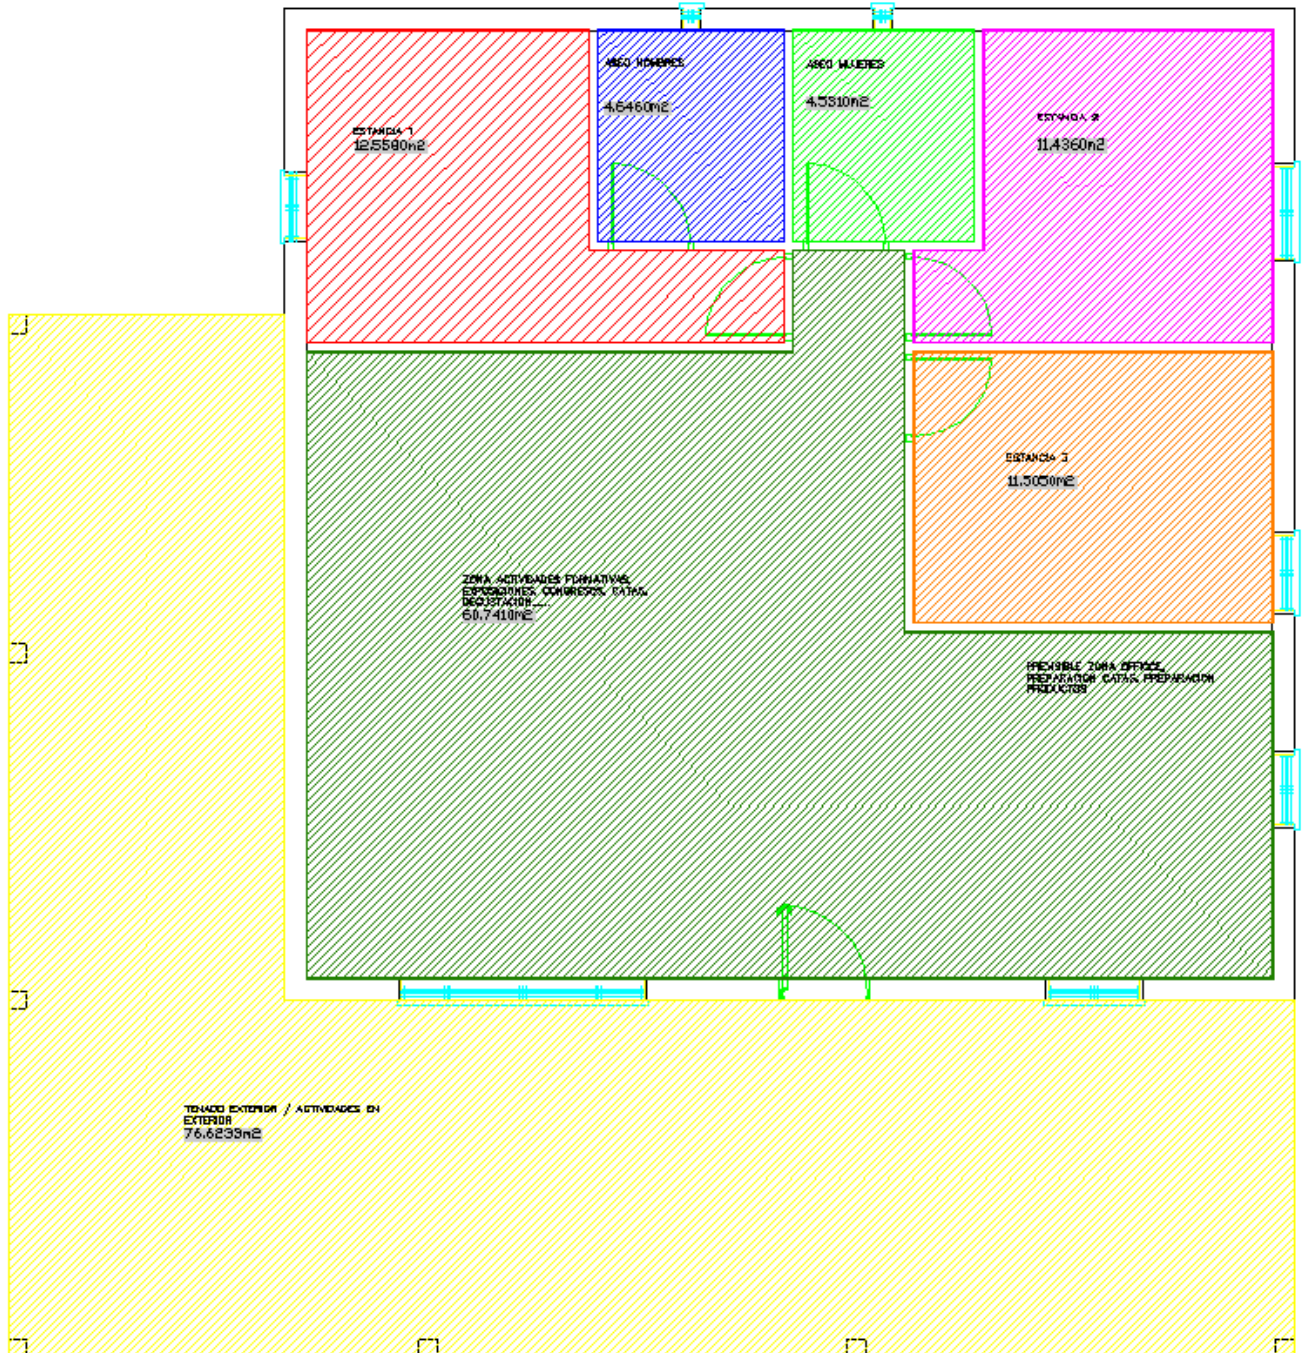 ASEO HOMBRES
4.6460m2
ASEO MUJERES
4.5310m2
ESTANCIA 1
12.5580m2
ESTANCIA 2
11.4360m2
ESTANCIA 3
11.5050m2
ZONA ACTIVIDADES FORMATIVAS,
EXPOSICIONES, CONGRESOS, CATAS,
DEGUSTACION.....
60.7410m2
PREVISIBLE ZONA OFFICE,
PREPARACION CATAS, PREPARACION
PRODUCTOS
TENADO EXTERIOR / ACTIVIDADES EN
EXTERIOR
76.6233m2